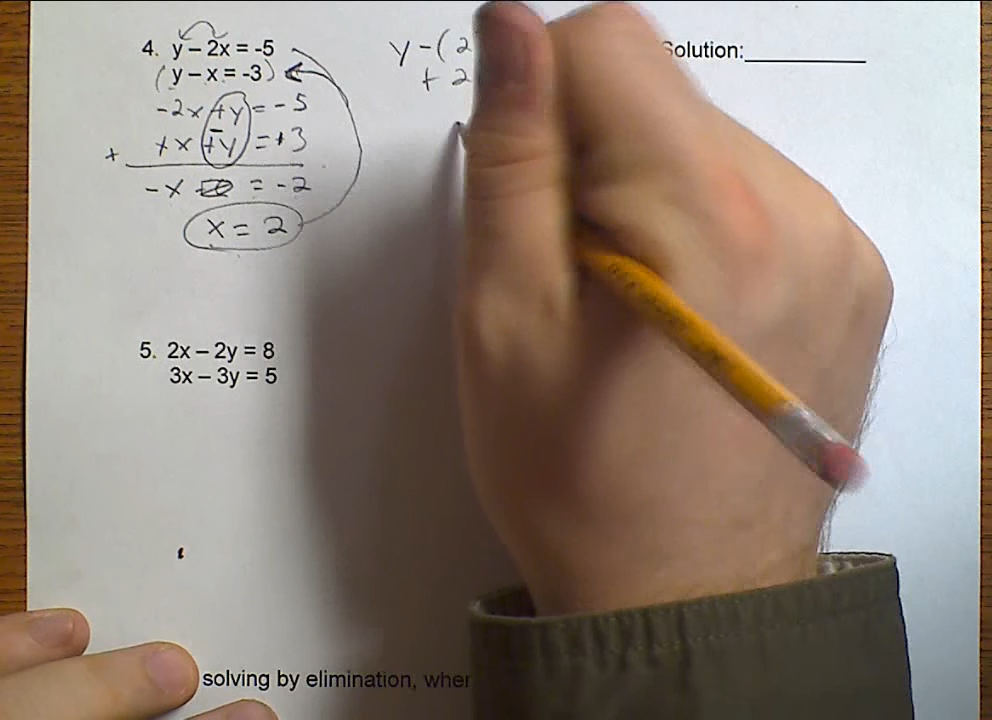 4. y – 2x = -5
(y – x = -3)
-2x +y = -5
+x +y = +3
+
-x = -2
x = 2
y - (2
+ 2
Solution:
5. 2x – 2y = 8
3x – 3y = 5
solving by elimination, when